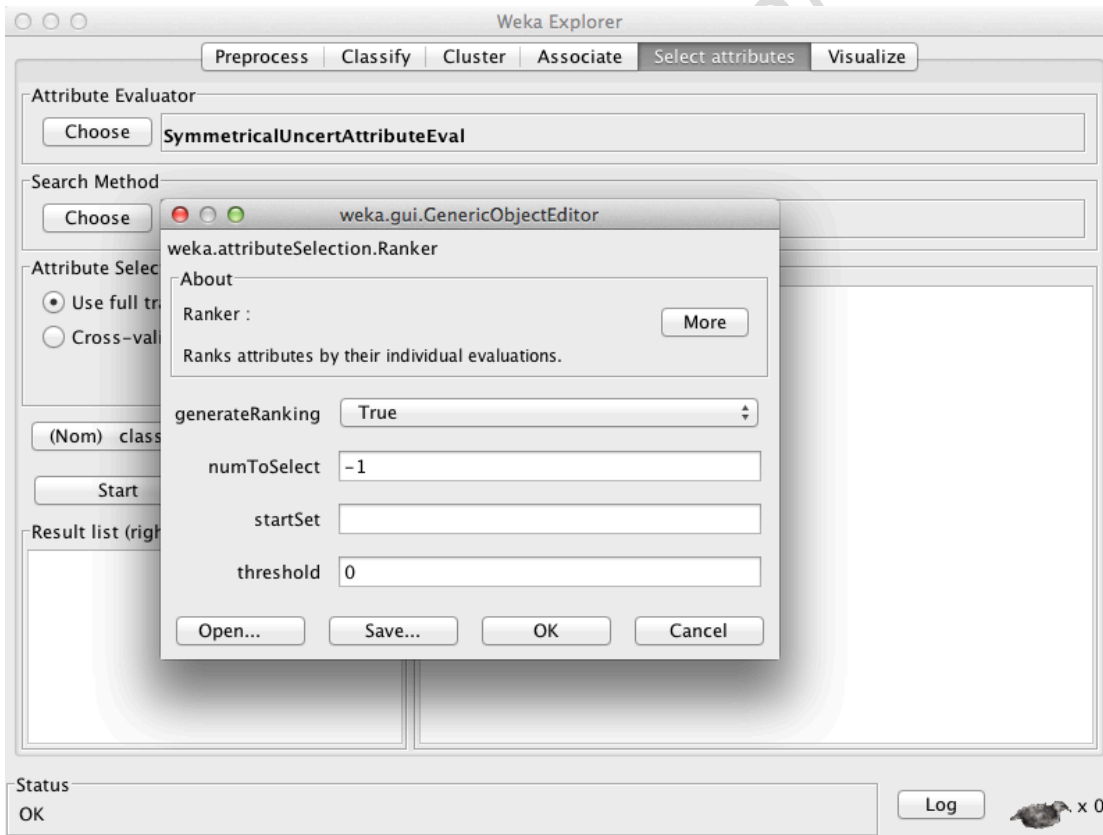 Weka Explorer
Preprocess Classify Cluster Associate Select attributes Visualize
Attribute Evaluator
Choose SymmetricalUncertAttributeEval
Search Method
Choose
weka.gui.GenericObjectEditor
weka.attributeSelection.Ranker
Attribute Selec
About
Use full tra
Ranker :
More
Cross-vali
Ranks attributes by their individual evaluations.
generateRanking True
(Nom) class
numToSelect -1
Start
startSet
Result list (righ
threshold 0
Open... Save... OK Cancel
Status
OK
Log x 0